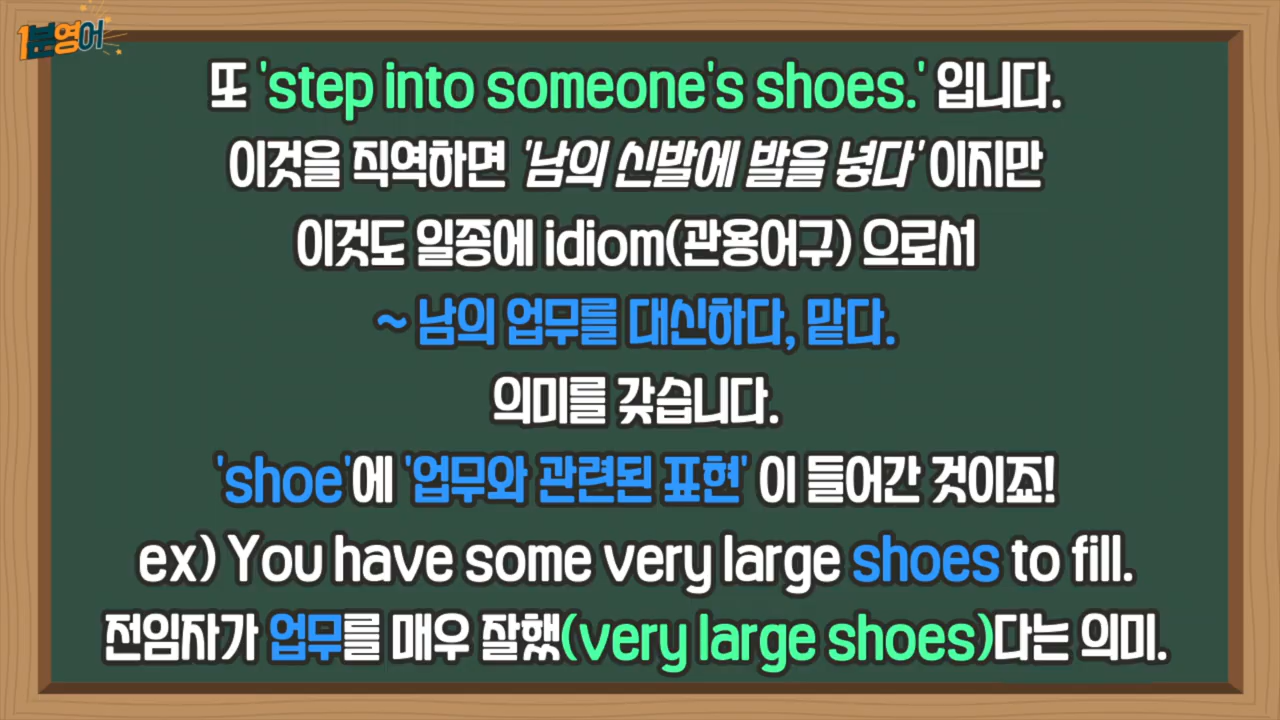 1분영어
또 'step into someone's shoes.' 입니다.
이것을 직역하면 '남의 신발에 발을 넣다' 이지만
이것도 일종에 idiom(관용어구) 으로서
~ 남의 업무를 대신하다, 맡다.
의미를 갖습니다.
'shoe'에 '업무와 관련된 표현' 이 들어간 것이죠!
ex) You have some very large shoes to fill.
전임자가 업무를 매우 잘했(very large shoes)다는 의미.